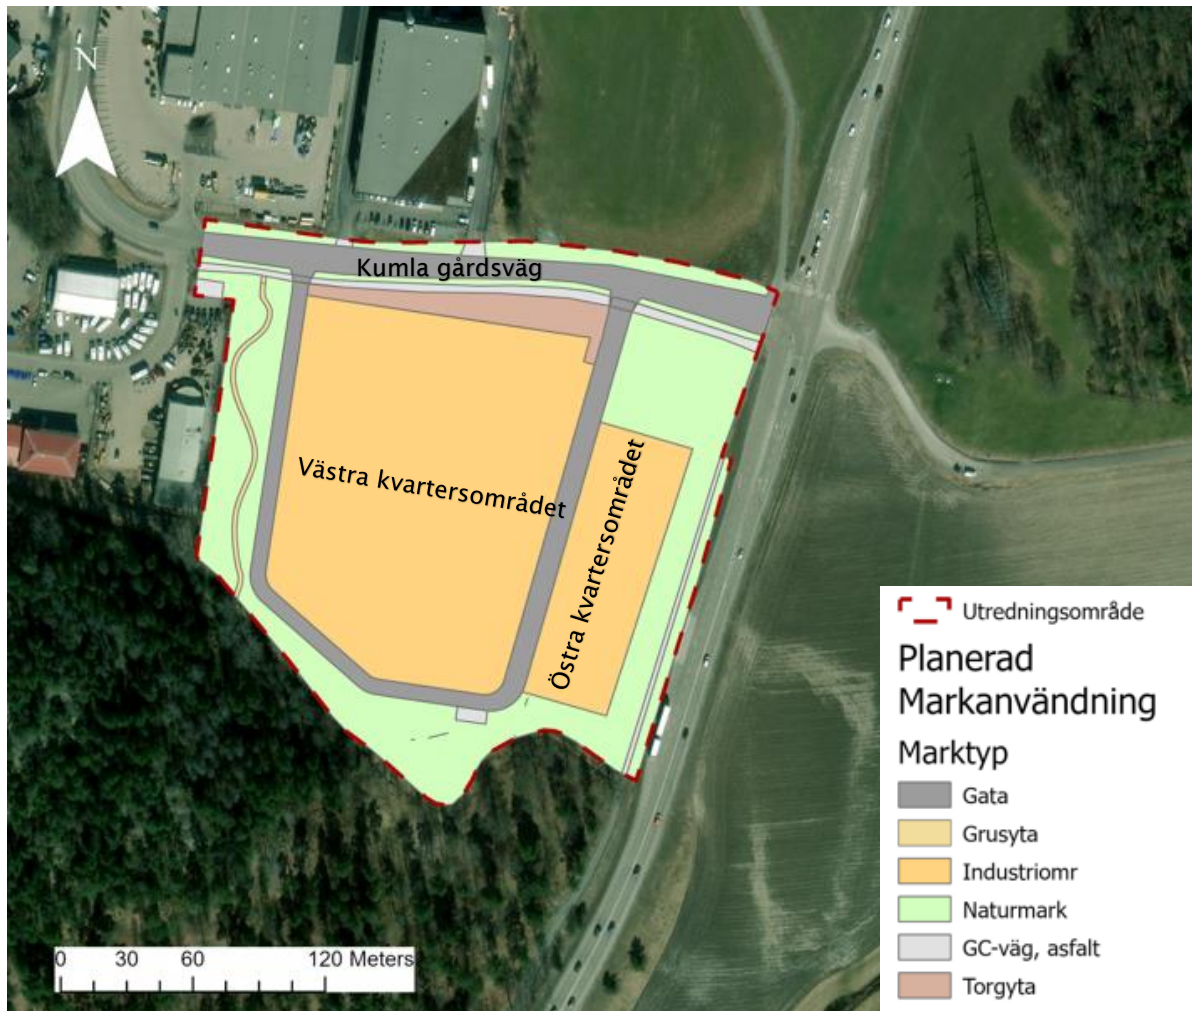 N
Kumla gårdsväg
Västra kvartersområdet
Östra kvartersområdet
Utredningsområde
Planerad
Markanvändning
Marktyp
Gata
Grusyta
Industriomr
Naturmark
GC-väg, asfalt
Torgyta
0 30 60 120 Meters